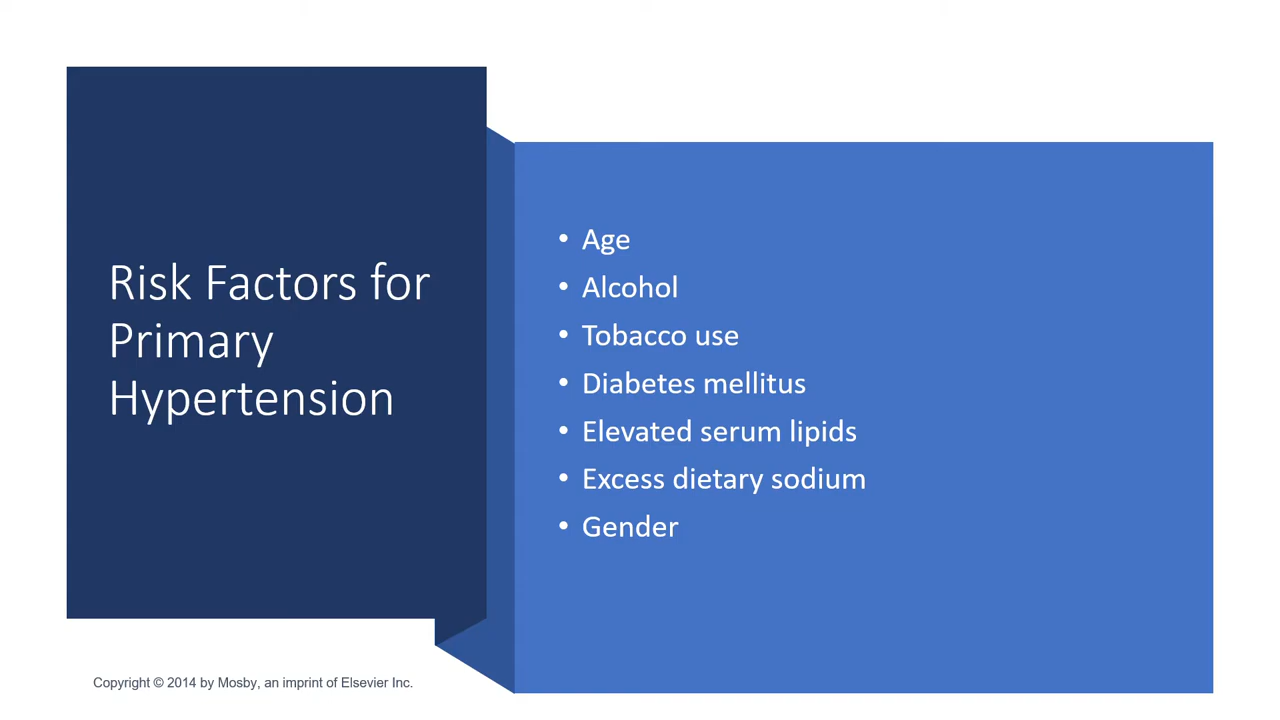 Risk Factors for
Primary
Hypertension
• Age
• Alcohol
• Tobacco use
• Diabetes mellitus
• Elevated serum lipids
• Excess dietary sodium
• Gender
Copyright © 2014 by Mosby, an imprint of Elsevier Inc.